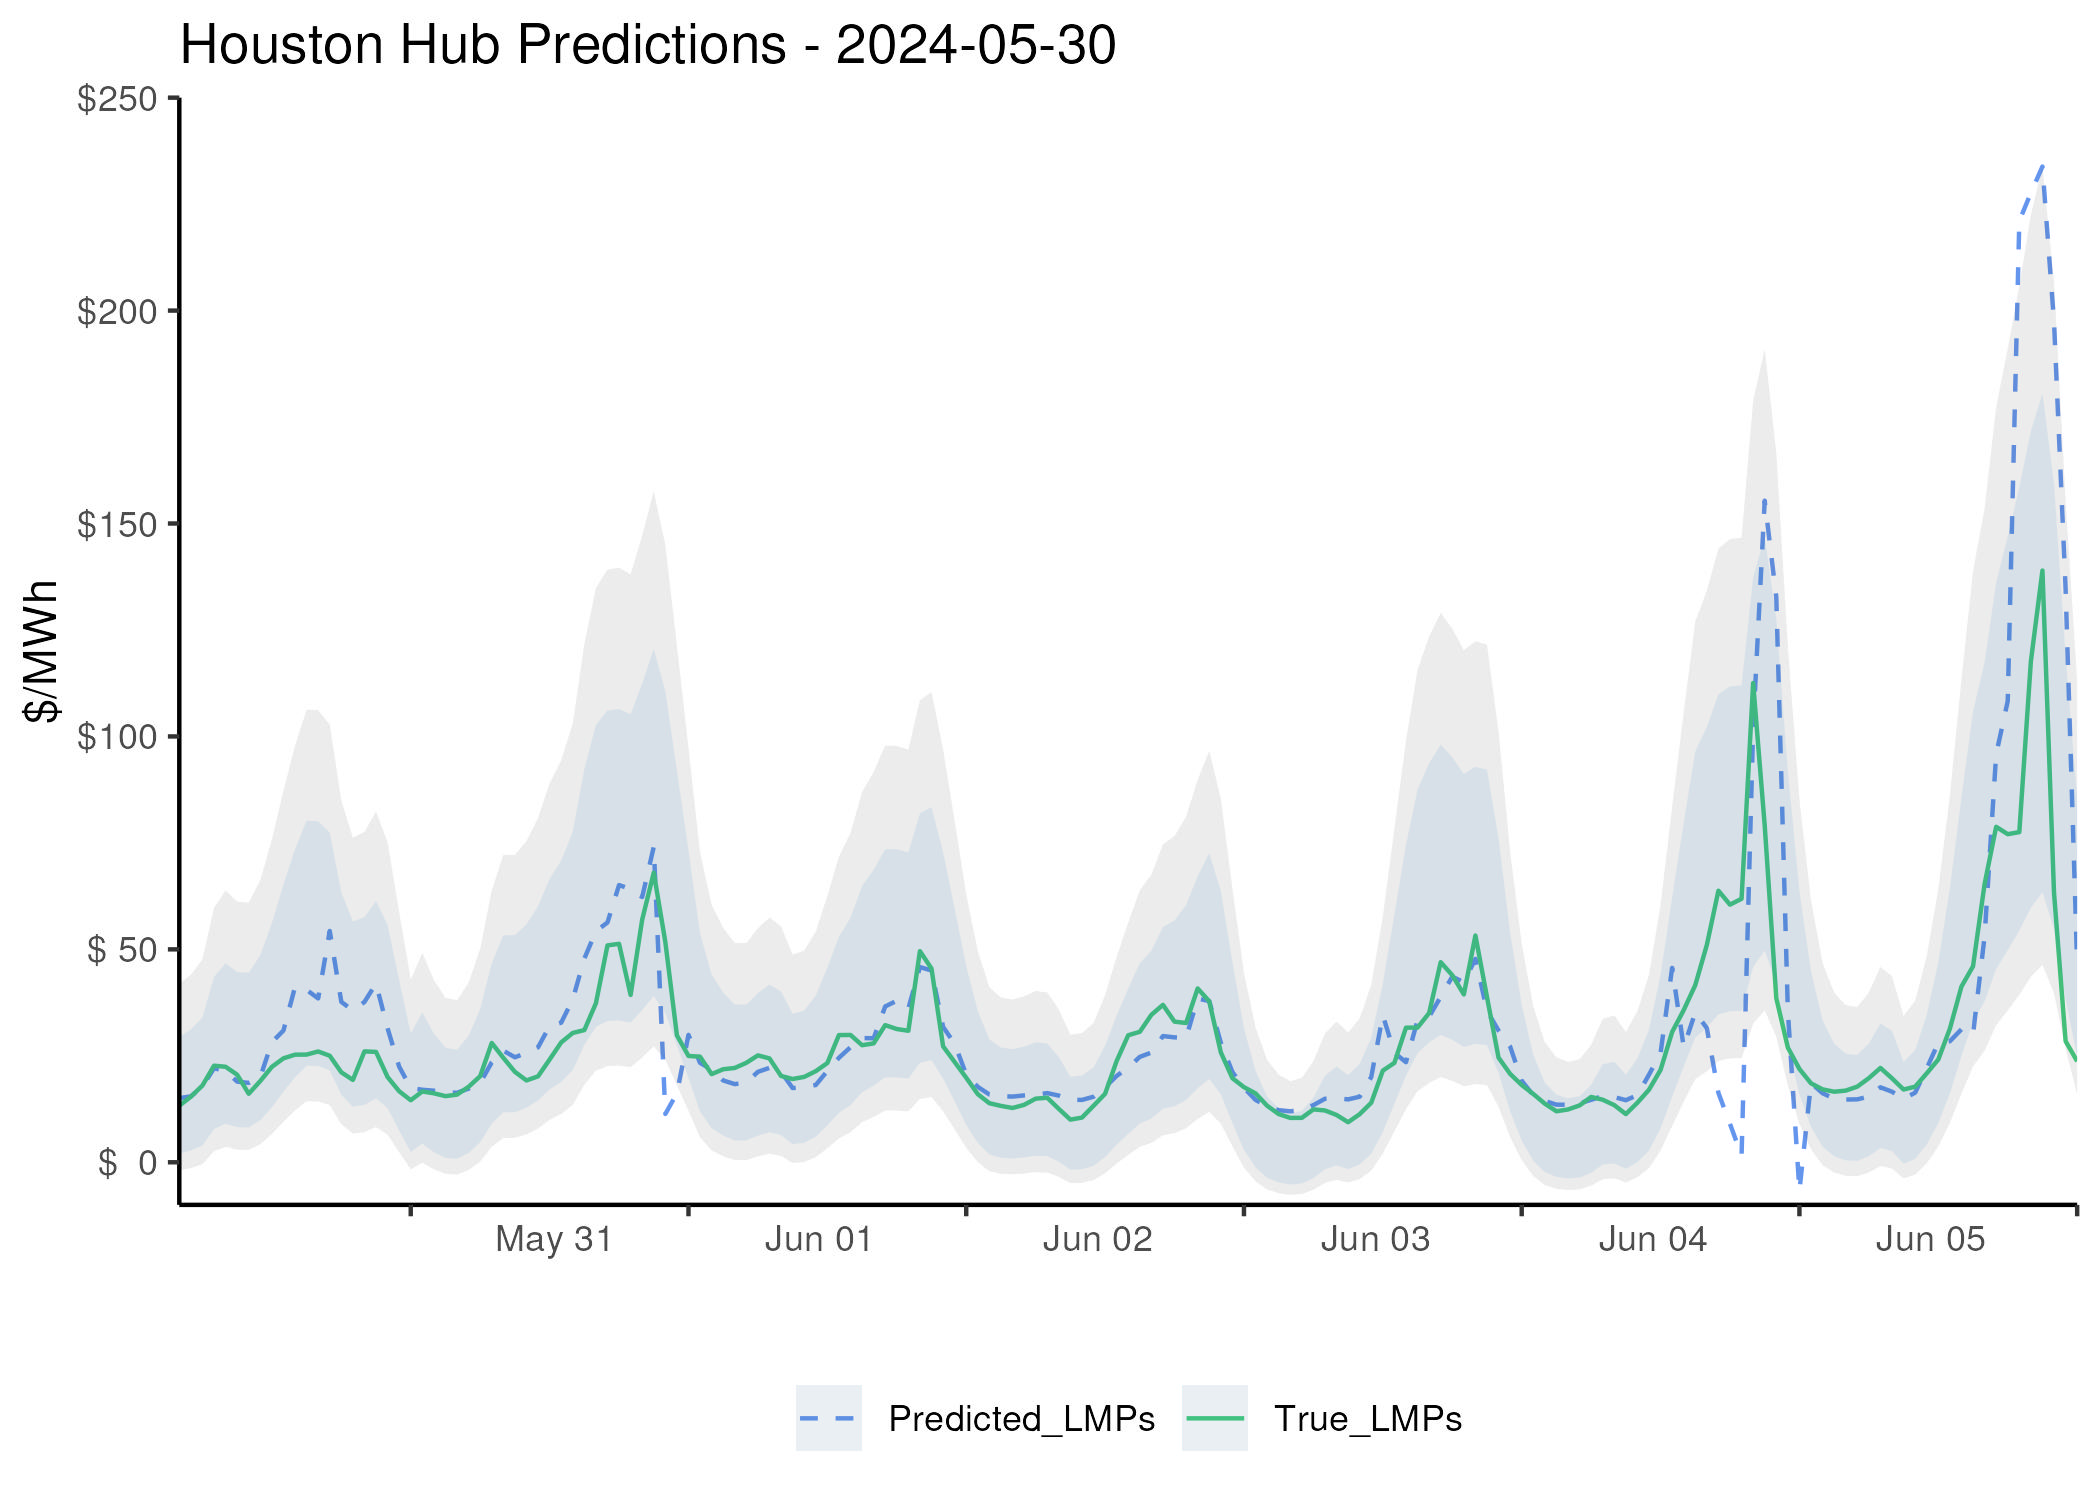 Houston Hub Predictions - 2024-05-30
$250
$200
$150
$100
$ 50
$ 0
$/MWh
May 31 Jun 01 Jun 02 Jun 03 Jun 04 Jun 05
Predicted_LMPs True_LMPs